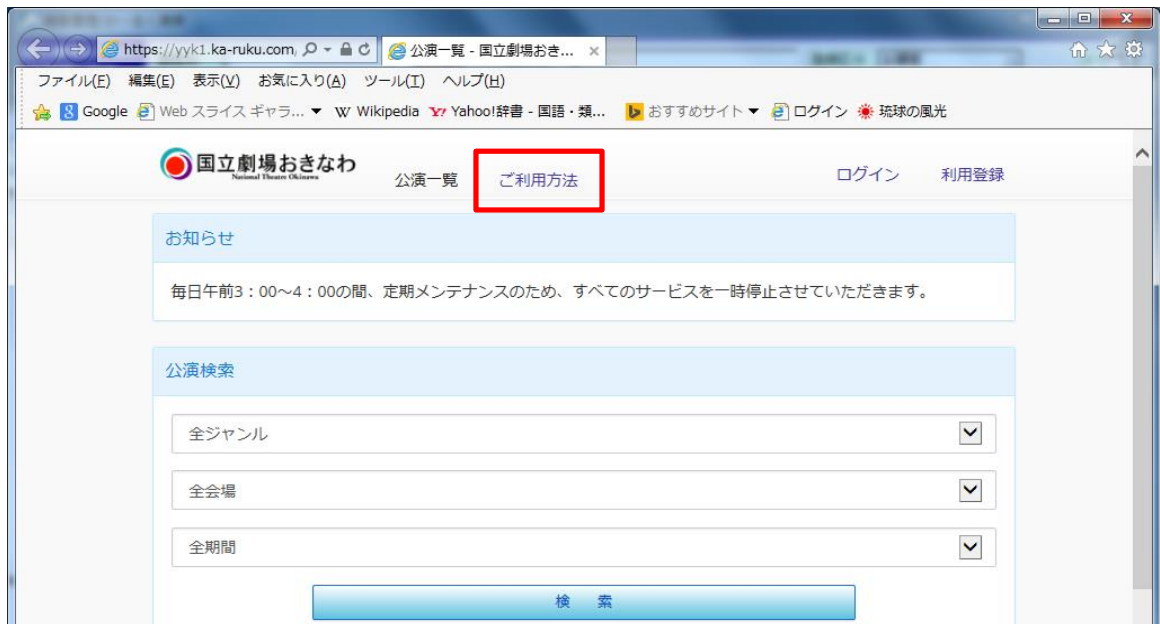 https://yyk1.ka-ruku.com
公演一覧 - 国立劇場おき...
ファイル(F) 編集(E) 表示(V) お気に入り(A) ツール(T) ヘルプ(H)
Google Web スライス ギャラ... W Wikipedia Y! Yahoo!辞書 - 国語・類... おすすめサイト ログイン 琉球の風光
国立劇場おきなわ 公演一覧 ご利用方法 ログイン 利用登録
National Theatre Okinawa
お知らせ
毎日午前3：00～4：00の間、定期メンテナンスのため、すべてのサービスを一時停止させていただきます。
公演検索
全ジャンル
全会場
全期間
検 索